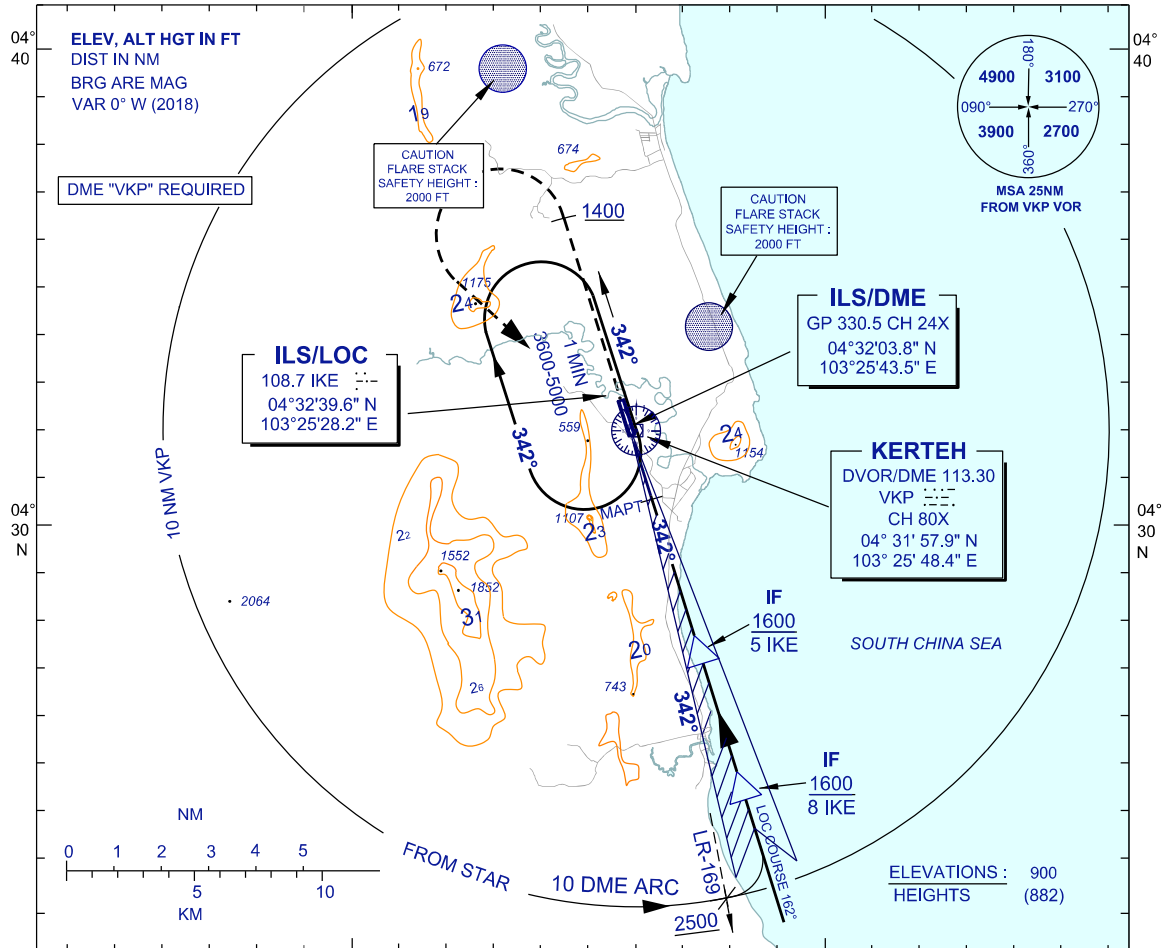 04°
40
ELEV, ALT HGT IN FT
DIST IN NM
BRG ARE MAG
VAR 0° W (2018)
672
19
CAUTION
FLARE STACK
SAFETY HEIGHT :
2000 FT
674
DME "VKP" REQUIRED
1400
04°
40
180°
4900 3100
090° 270°
3900 2700
360°
MSA 25NM
FROM VKP VOR
CAUTION
FLARE STACK
SAFETY HEIGHT :
2000 FT
1175
24
342°
1 MIN
3600-5000
342°
ILS/DME
GP 330.5 CH 24X
04°32'03.8" N
103°25'43.5" E
ILS/LOC
108.7 IKE
04°32'39.6" N
103°25'28.2" E
559
24
1154
KERTEH
DVOR/DME 113.30
VKP
CH 80X
04° 31' 57.9" N
103° 25' 48.4" E
10 NM VKP
MAPT
1107
23
342°
04°
30
N
04°
30
N
22
1552
1852
31
2064
26
20
743
IF
1600
5 IKE
SOUTH CHINA SEA
342°
IF
1600
8 IKE
LOC COURSE 162°
NM
0 1 2 3 4 5
5 10
KM
FROM STAR
10 DME ARC
LR-169
2500
ELEVATIONS : 900
HEIGHTS (882)